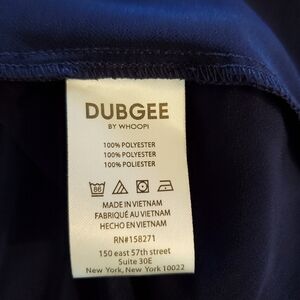 DUBGEE
BY WHOOPI
100% POLYESTER
100% POLYESTER
100% POLYESTER
MADE IN VIETNAM
FABRIQUÉ AU VIETNAM
HECHO EN VIETNAM
RN#158271
150 east 57th street
Suite 30E
New York, New York 10022